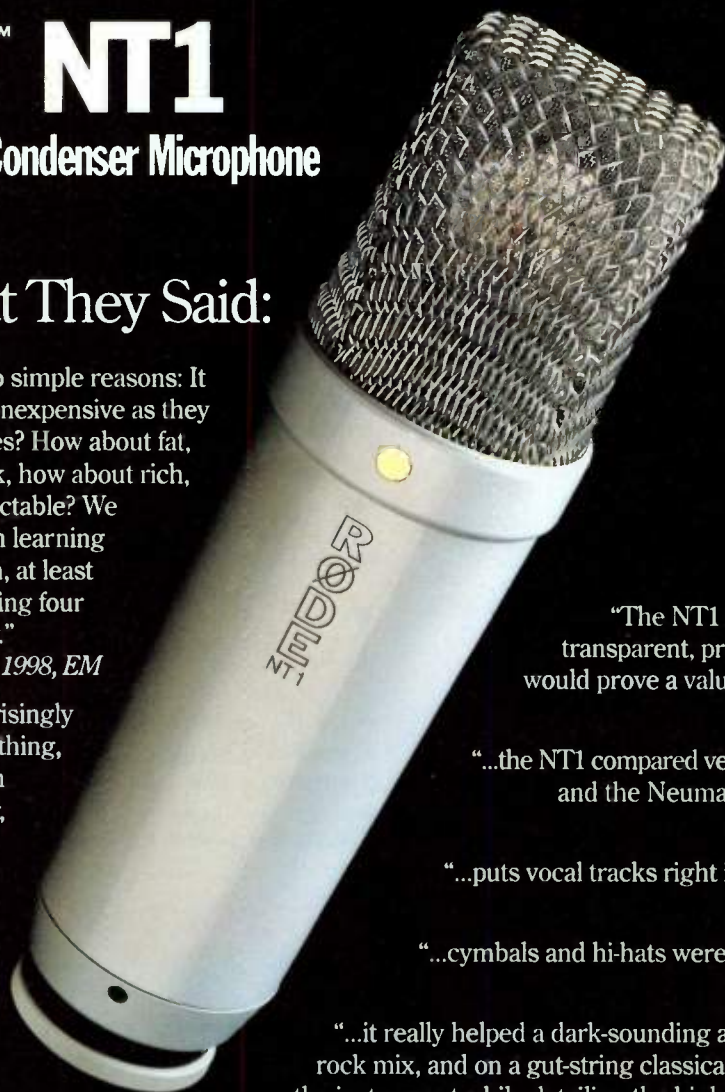 ™ NT1
Condenser Microphone
t They Said:
simple reasons: It
nexpensive as they
es? How about fat,
k, how about rich,
ctable? We
n learning
, at least
ing four
."
1998, EM
risingly
thing,
RØDE
NT1
"The NT1
transparent, pr
would prove a valu
"...the NT1 compared ve
and the Neuma
"...puts vocal tracks right i
"...cymbals and hi-hats were
"...it really helped a dark-sounding a
rock mix, and on a gut-string classica